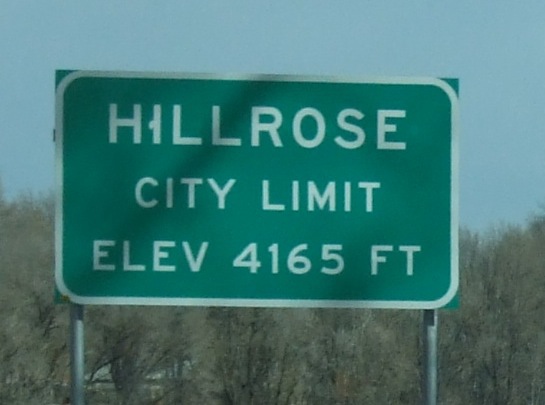 HILLROSE
CITY LIMIT
ELEV 4165 FT